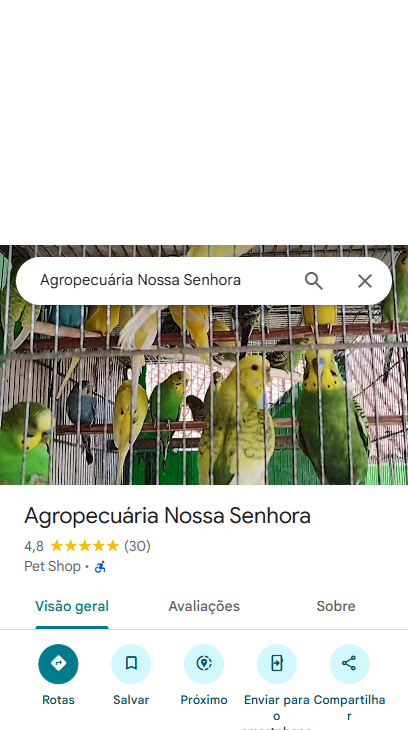 Agropecuária Nossa Senhora
Agropecuária Nossa Senhora
4,8 (30)
Pet Shop ·
Visão geral Avaliações Sobre
Rotas Salvar Próximo Enviar para o smartphone Compartilhar